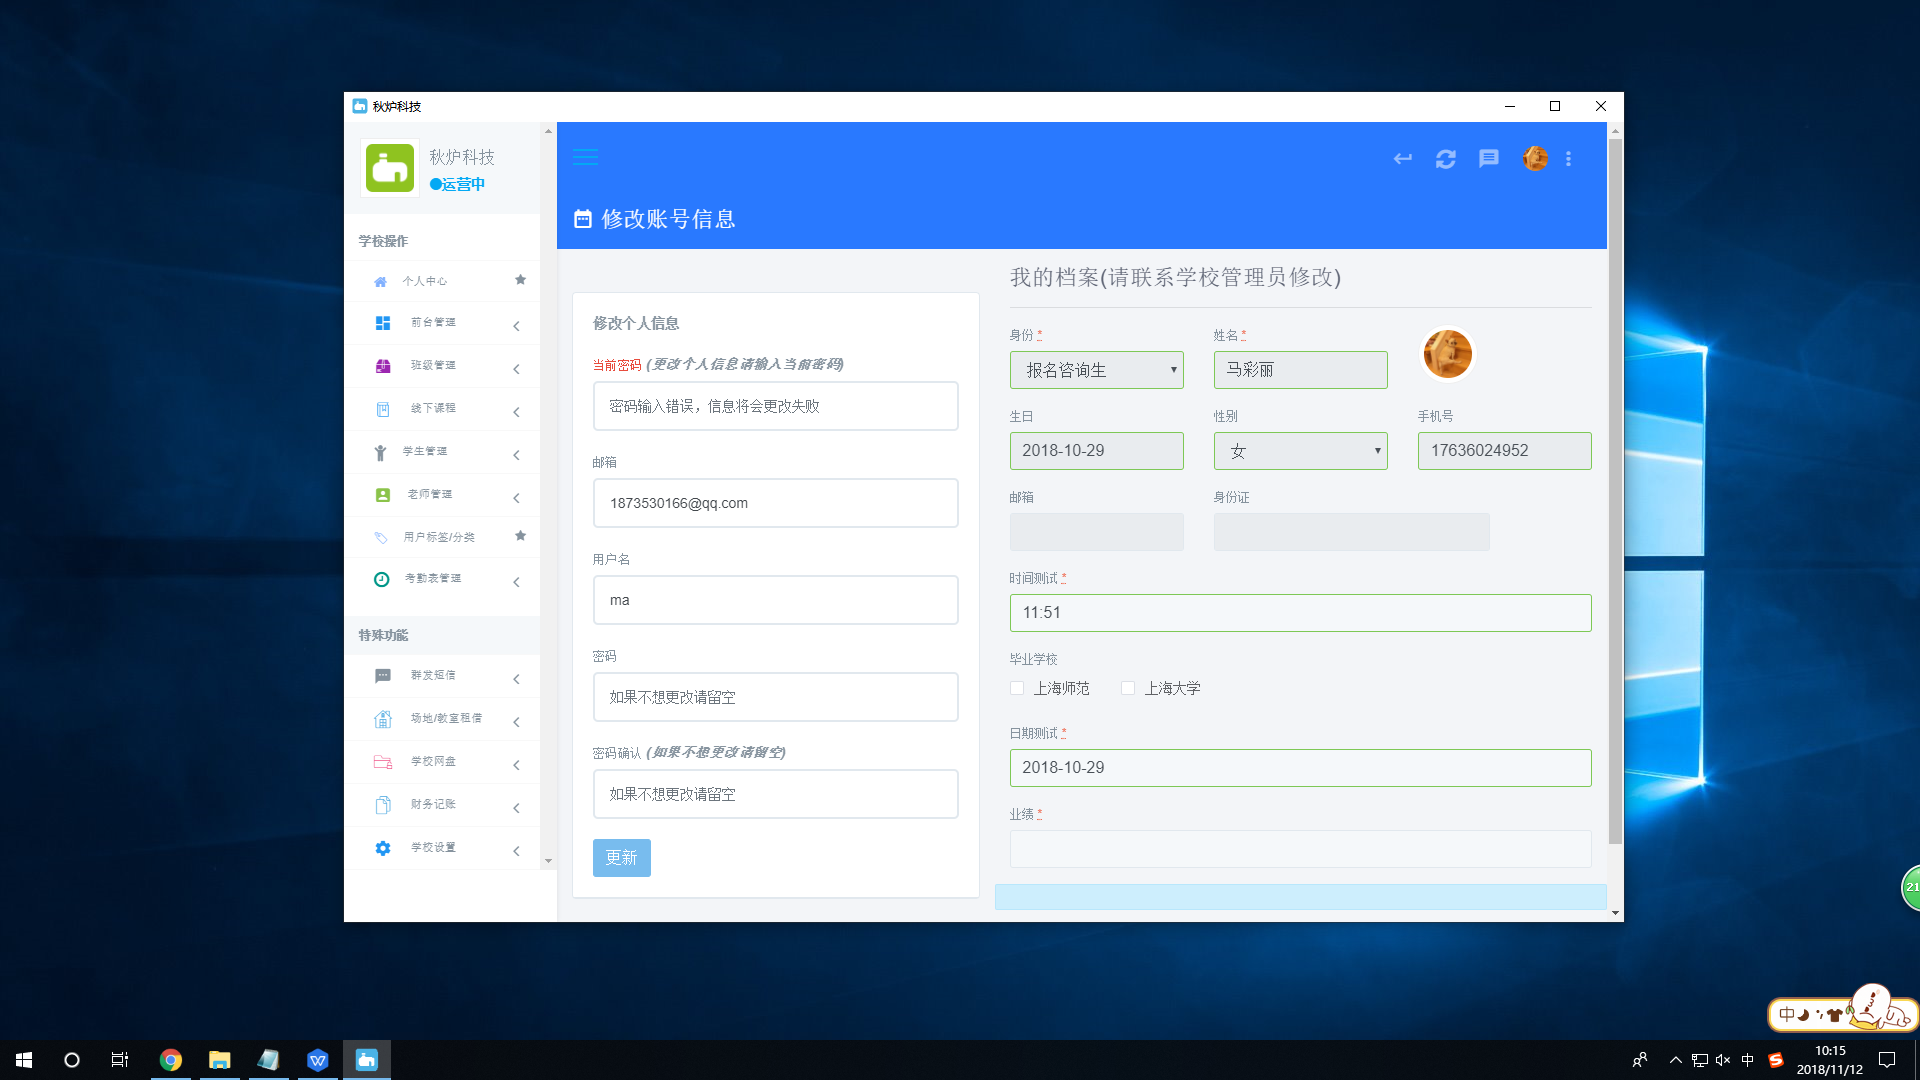 秋炉科技
秋炉科技
运营中
学校操作
个人中心
前台管理
班级管理
线下课程
学生管理
老师管理
用户标签/分类
考勤表管理
特殊功能
群发短信
场地/教室租借
学校网盘
财务记账
学校设置
修改账号信息
修改个人信息
当前密码 (更改个人信息请输入当前密码)
密码输入错误，信息将会更改失败
邮箱
1873530166@qq.com
用户名
ma
密码
如果不想更改请留空
密码确认 (如果不想更改请留空)
如果不想更改请留空
更新
我的档案(请联系学校管理员修改)
身份 *
报名咨询生
姓名 *
马彩丽
生日
2018-10-29
性别
女
手机号
17636024952
邮箱
身份证
时间测试 *
11:51
毕业学校
上海师范
上海大学
日期测试 *
2018-10-29
业绩 *
21
中
中
10:15
2018/11/12